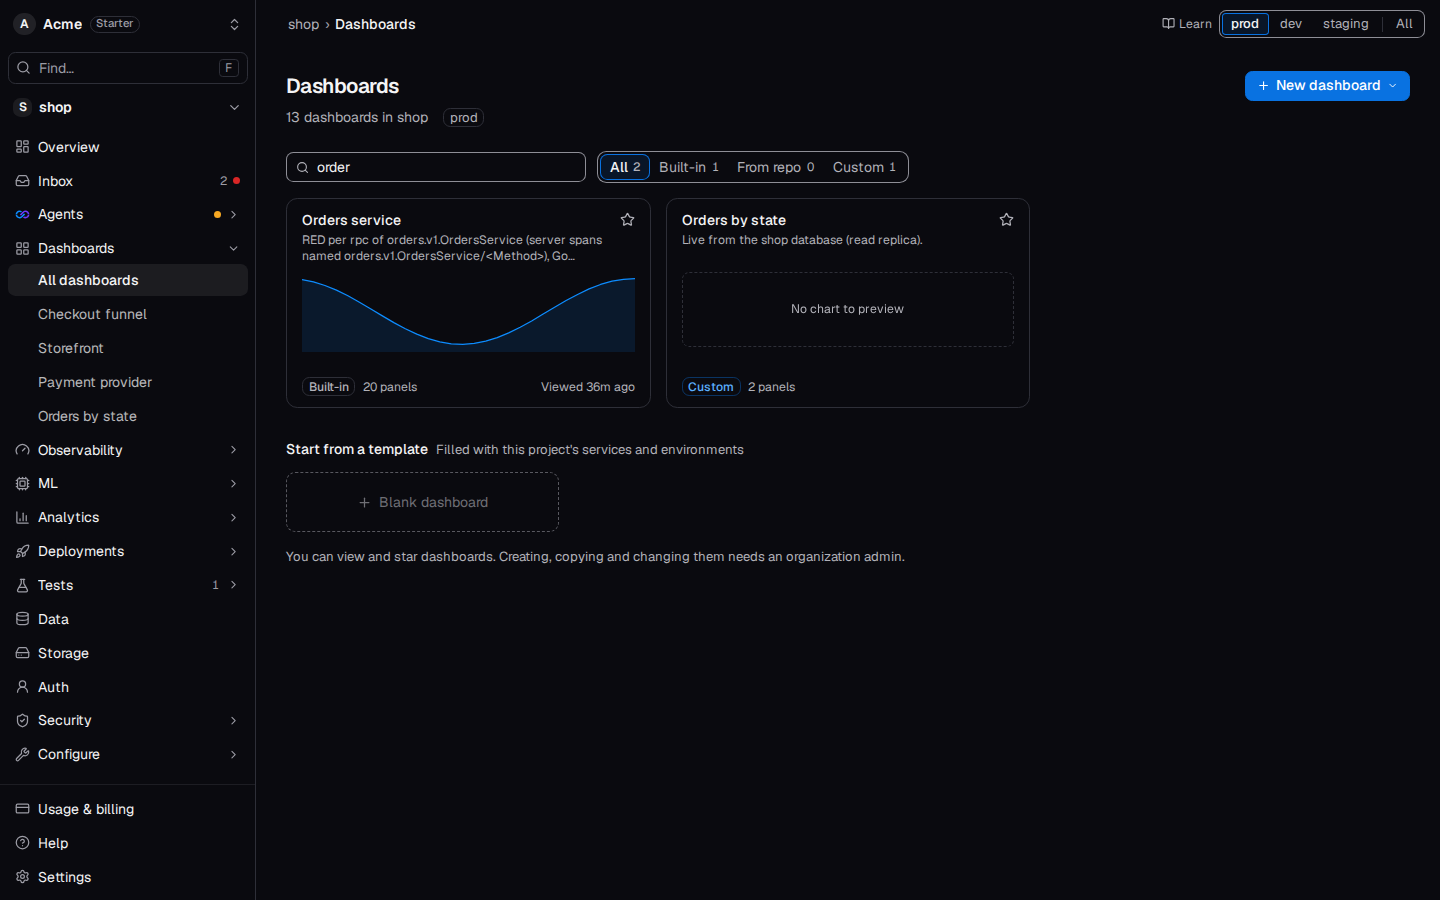 A Acme Starter
Find... F
S shop
Overview
Inbox 2
Agents
Dashboards
All dashboards
Checkout funnel
Storefront
Payment provider
Orders by state
Observability
ML
Analytics
Deployments
Tests 1
Data
Storage
Auth
Security
Configure
Usage & billing
Help
Settings
shop › Dashboards
Learn prod dev staging All
Dashboards
New dashboard
13 dashboards in shop prod
order
All 2 Built-in 1 From repo 0 Custom 1
Orders service
RED per rpc of orders.v1.OrdersService (server spans
named orders.v1.OrdersService/<Method>), Go...
Built-in 20 panels Viewed 36m ago
Orders by state
Live from the shop database (read replica).
No chart to preview
Custom 2 panels
Start from a template Filled with this project's services and environments
Blank dashboard
You can view and star dashboards. Creating, copying and changing them needs an organization admin.